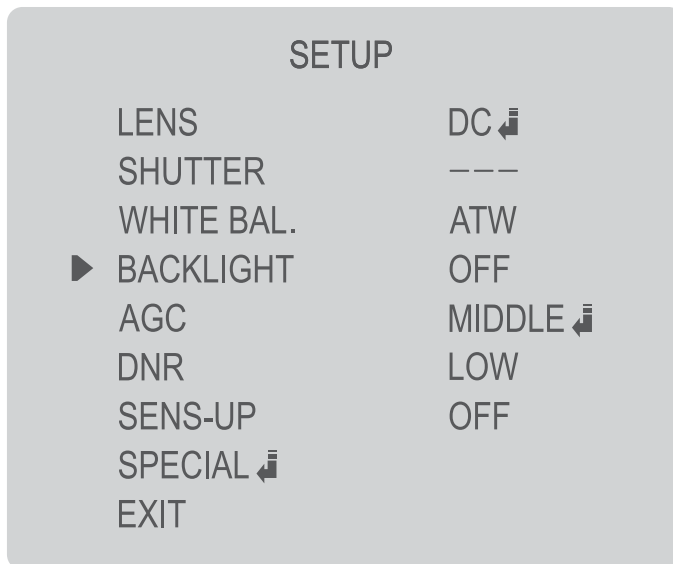 SETUP
LENS DC
SHUTTER ---
WHITE BAL. ATW
BACKLIGHT OFF
AGC MIDDLE
DNR LOW
SENS-UP OFF
SPECIAL
EXIT